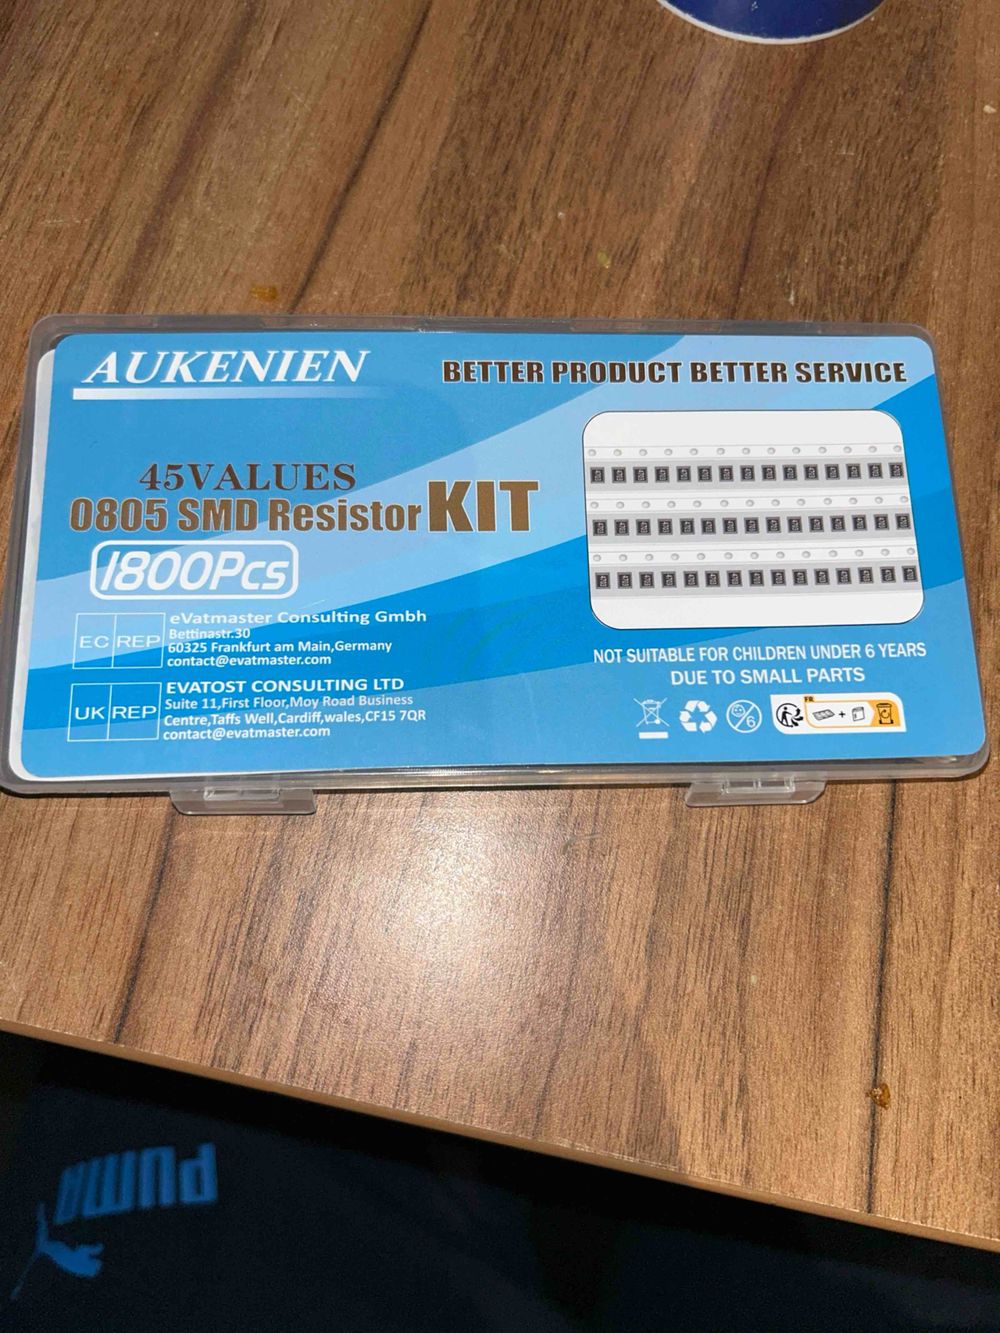 AUKENIEN
BETTER PRODUCT BETTER SERVICE
45VALUES
0805 SMD Resistor KIT
1800Pcs
EC REP
eVatmaster Consulting Gmbh
Bettinastr.30
60325 Frankfurt am Main,Germany
contact@evatmaster.com
UK REP
EVATOST CONSULTING LTD
Suite 11,First Floor,Moy Road Business
Centre,Taffs Well,Cardiff,wales,CF15 7QR
contact@evatmaster.com
NOT SUITABLE FOR CHILDREN UNDER 6 YEARS
DUE TO SMALL PARTS
6
FR
+
PUMA